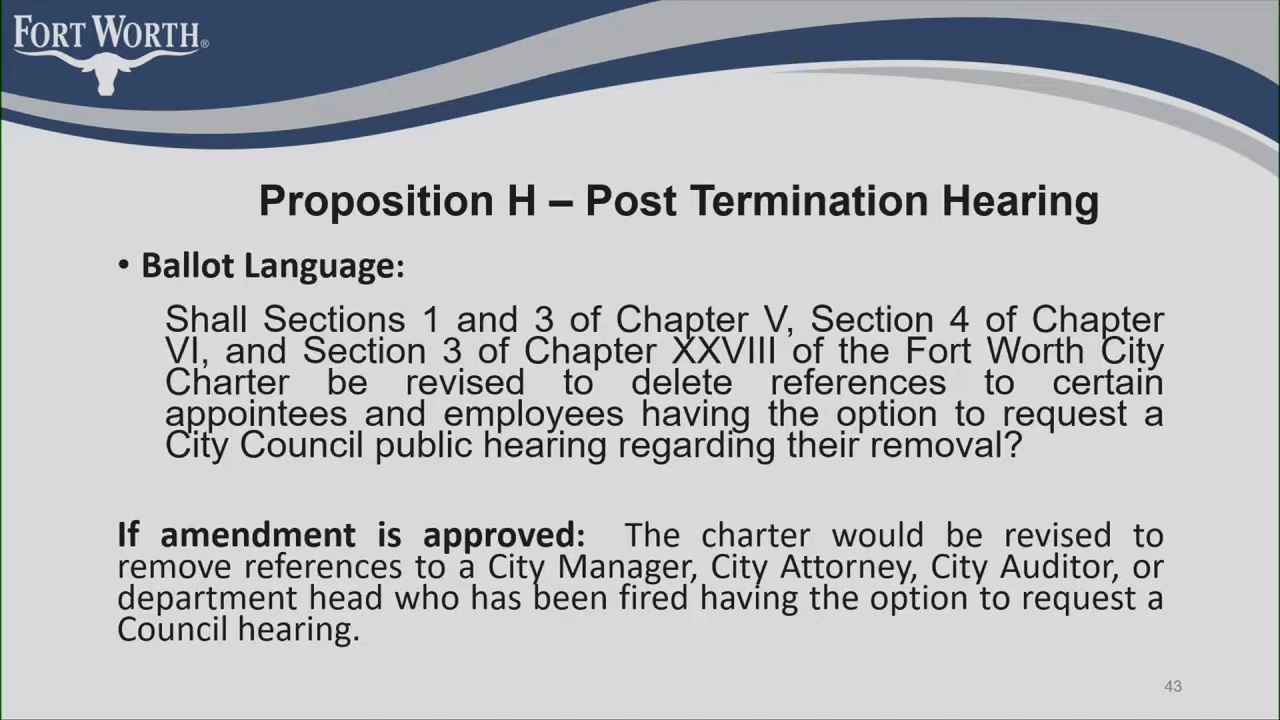 FORT WORTH®
Proposition H – Post Termination Hearing
• Ballot Language:
Shall Sections 1 and 3 of Chapter V, Section 4 of Chapter
VI, and Section 3 of Chapter XXVIII of the Fort Worth City
Charter be revised to delete references to certain
appointees and employees having the option to request a
City Council public hearing regarding their removal?
If amendment is approved: The charter would be revised to
remove references to a City Manager, City Attorney, City Auditor, or
department head who has been fired having the option to request a
Council hearing.
43